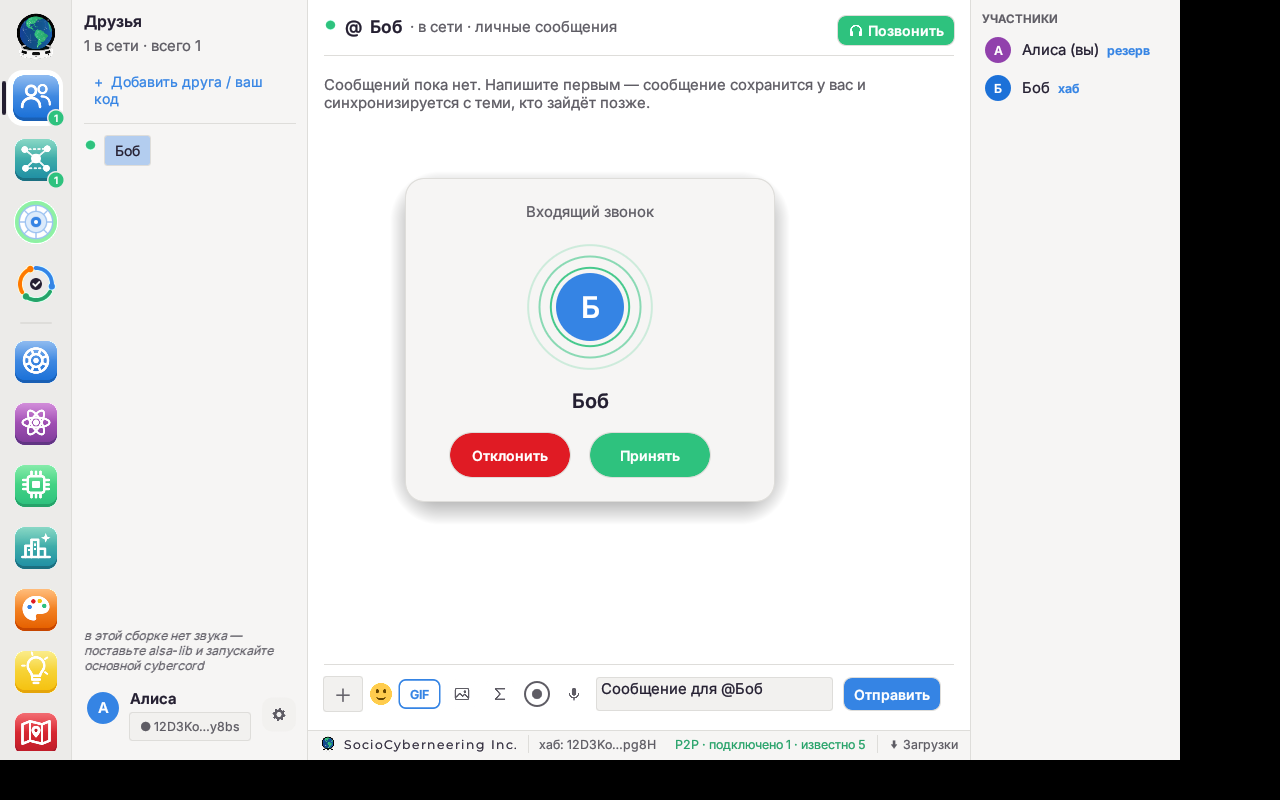 Друзья
1 в сети · всего 1
+ Добавить друга / ваш
код
1
1
Боб
в этой сборке нет звука —
поставьте alsa-lib и запускайте
основной cybercord
А
Алиса
12D3Ko…y8bs
@ Боб · в сети · личные сообщения
Позвонить
Сообщений пока нет. Напишите первым — сообщение сохранится у вас и
синхронизируется с теми, кто зайдёт позже.
Входящий звонок
Б
Боб
Отклонить
Принять
GIF
Σ
Сообщение для @Боб
Отправить
SocioCyberneering Inc.
хаб: 12D3Ko…pg8H
P2P · подключено 1 · известно 5
Загрузки
УЧАСТНИКИ
А
Алиса (вы) резерв
Б
Боб хаб